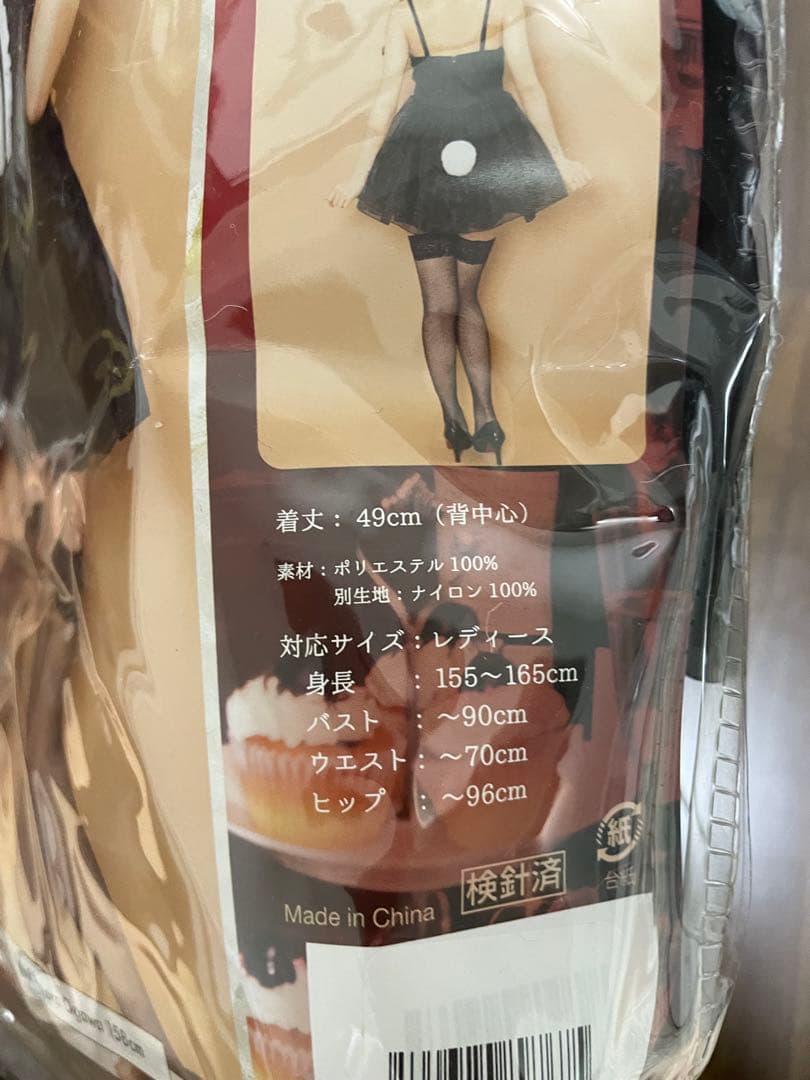 着丈：49cm（背中心）
素材：ポリエステル 100%
別生地：ナイロン 100%
対応サイズ：レディース
身長　：155〜165cm
バスト　：〜90cm
ウエスト：〜70cm
ヒップ　：〜96cm
紙
台紙
検針済
Made in China
158cm